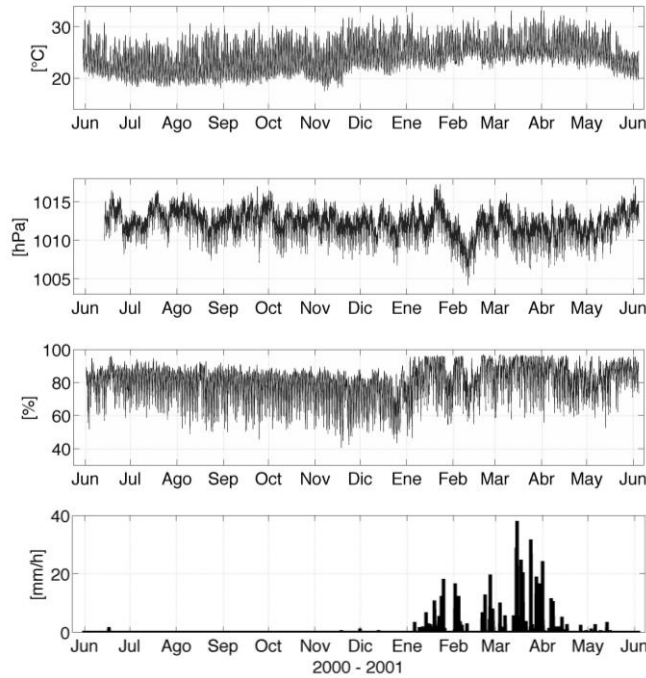 30
[°C]
20
Jun Jul Ago Sep Oct Nov Dic Ene Feb Mar Abr May Jun
1015
[hPa]
1010
1005
Jun Jul Ago Sep Oct Nov Dic Ene Feb Mar Abr May Jun
100
80
[%]
60
40
Jun Jul Ago Sep Oct Nov Dic Ene Feb Mar Abr May Jun
40
[mm/h]
20
0
Jun Jul Ago Sep Oct Nov Dic Ene Feb Mar Abr May Jun
2000 - 2001